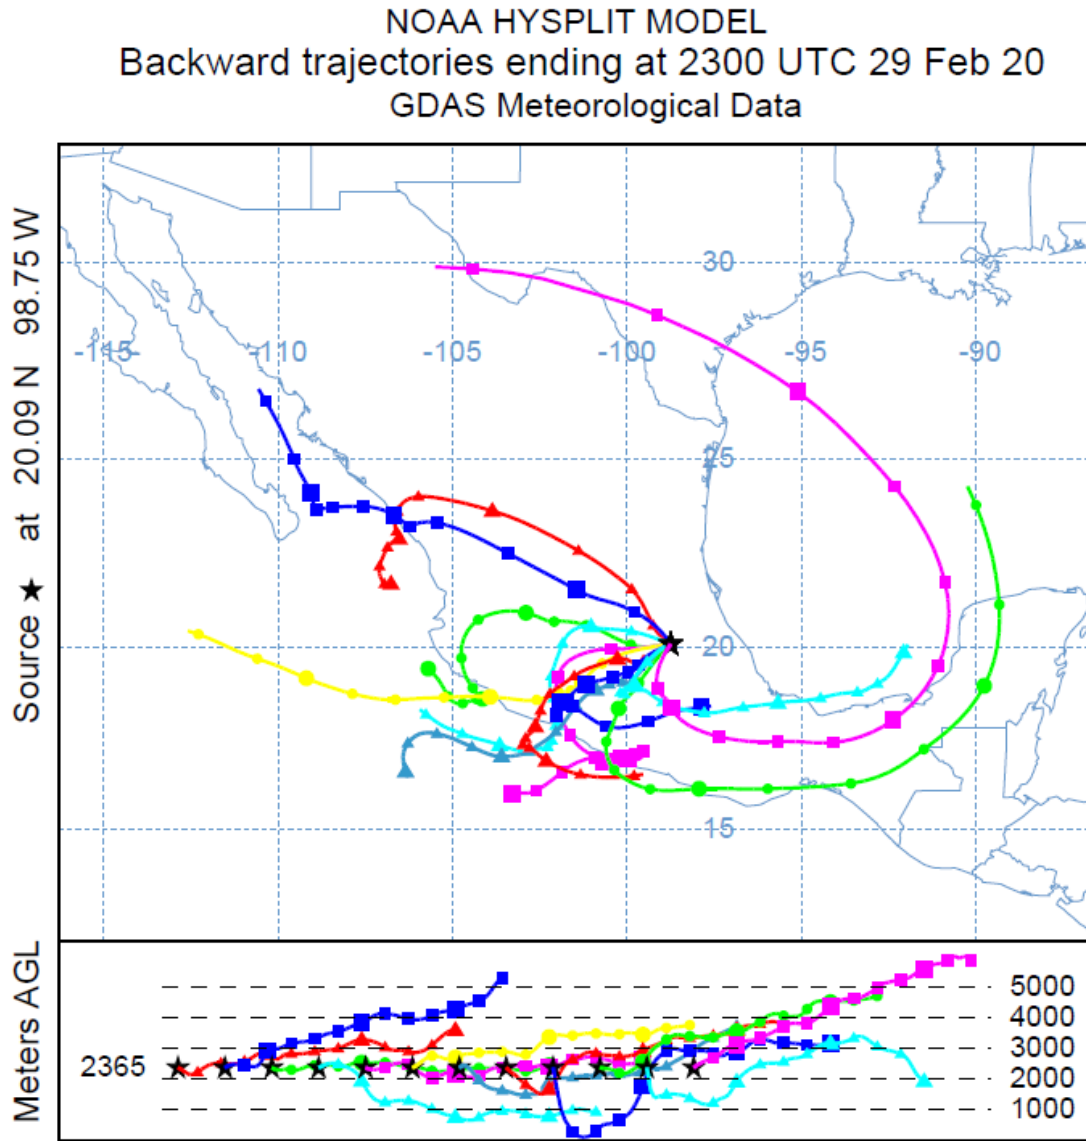 NOAA HYSPLIT MODEL
Backward trajectories ending at 2300 UTC 29 Feb 20
GDAS Meteorological Data
Source ★ at 20.09 N 98.75 W
30
-115 -110 -105 -100 -95 -90
25
20
15
Meters AGL
2365
5000
4000
3000
2000
1000